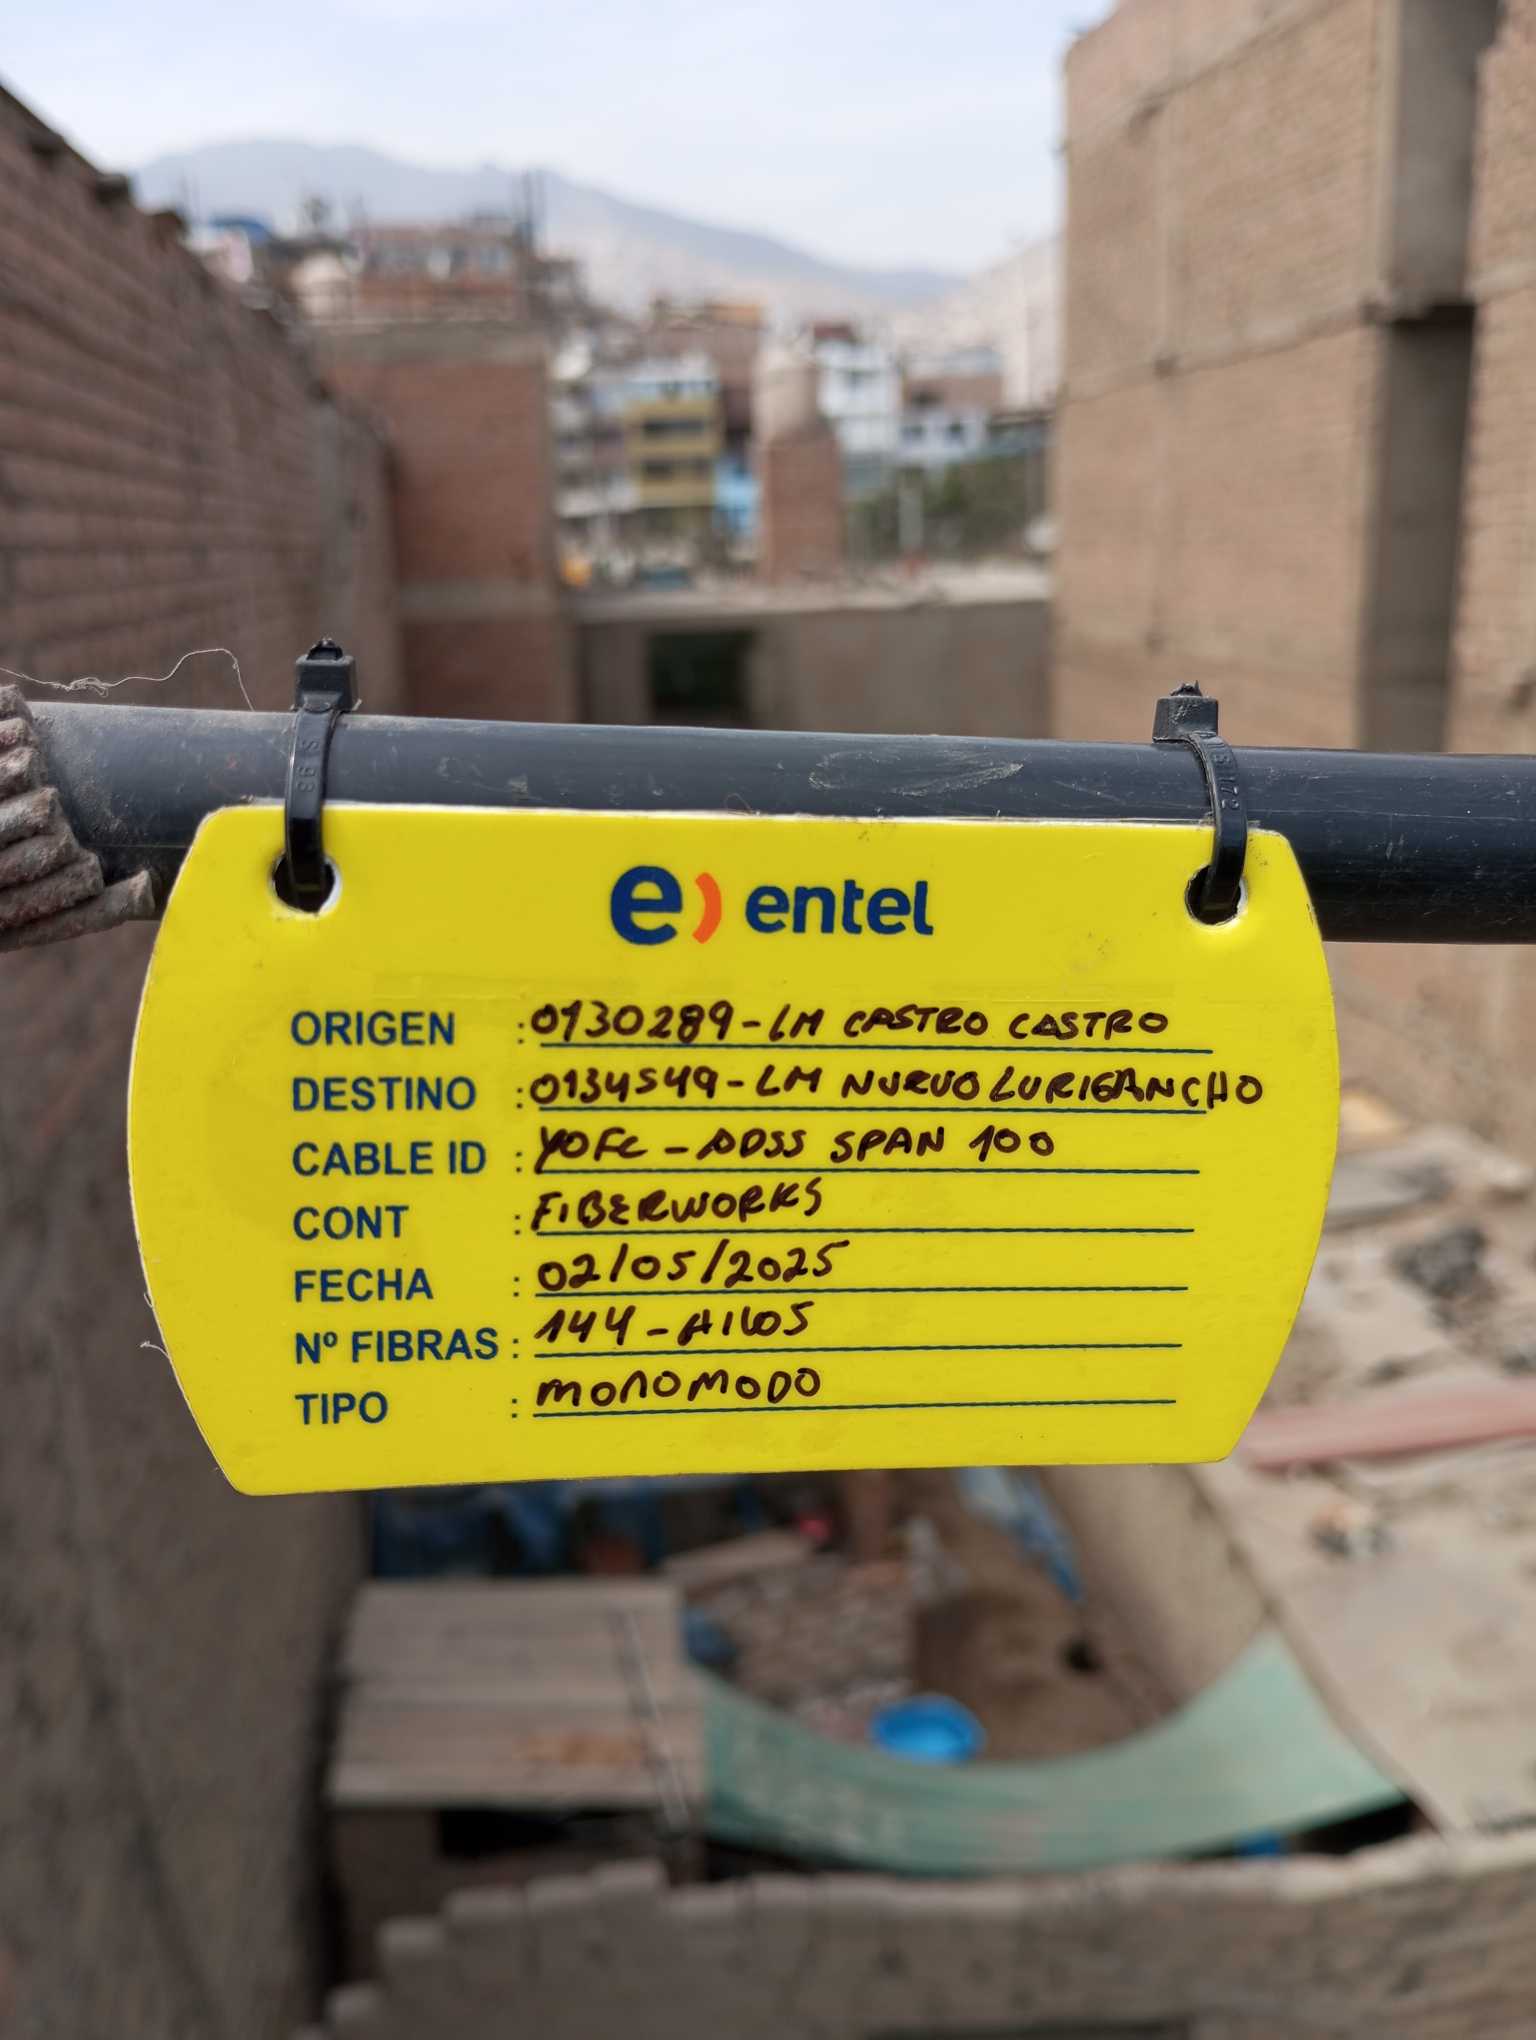 e) entel
ORIGEN : 0130289-LM CASTRO CASTRO
DESTINO : 0134549-LM NUEVO LURIGANCHO
CABLE ID : YOFC - ADSS SPAN 100
CONT : FIBERWORKS
FECHA : 02/05/2025
Nº FIBRAS : 144-HILOS
TIPO : MONOMODO